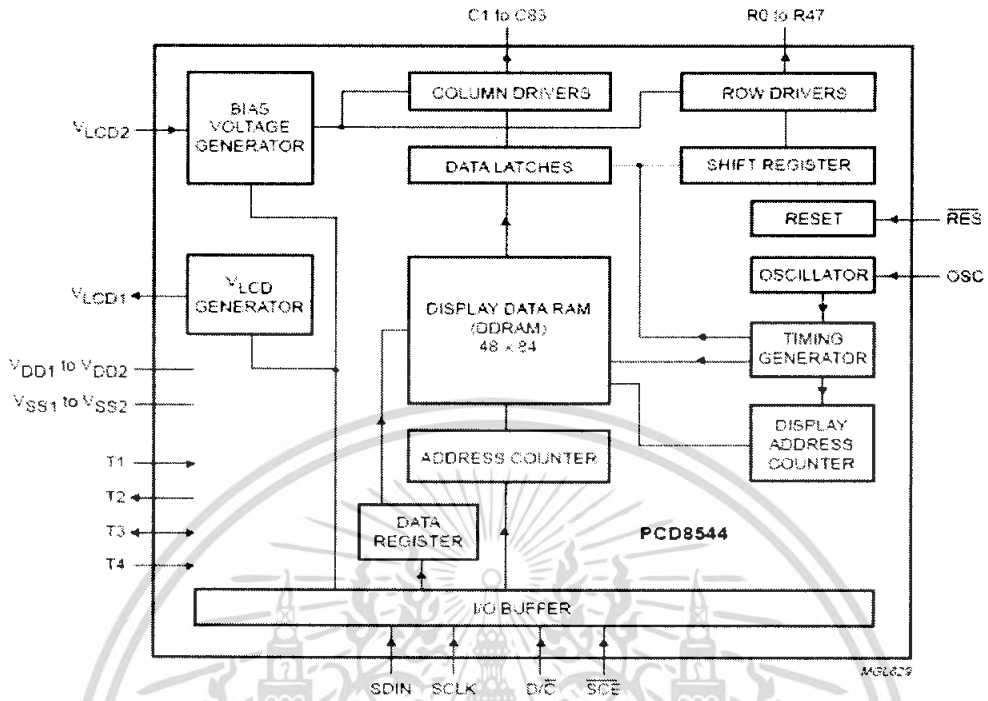 C1 to C83
R0 to R47
COLUMN DRIVERS
ROW DRIVERS
BIAS
VOLTAGE
GENERATOR
VLCD2
DATA LATCHES
SHIFT REGISTER
RESET
R̅E̅S̅
OSCILLATOR
OSC
VLCD1
VLCD
GENERATOR
DISPLAY DATA RAM
(DDRAM)
48 × 84
TIMING
GENERATOR
VDD1 to VDD2
VSS1 to VSS2
DISPLAY
ADDRESS
COUNTER
ADDRESS COUNTER
T1
T2
T3
T4
DATA
REGISTER
PCD8544
I/O BUFFER
MGL629
SDIN
SCLK
D/C̅
S̅C̅E̅